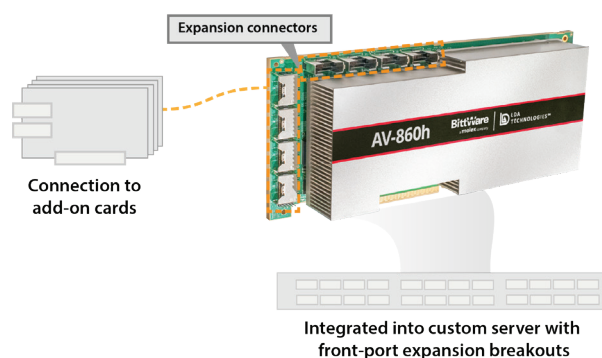 Expansion connectors
AV-860h
BittWare
a molex company
LDA
TECHNOLOGIES™
Connection to
add-on cards
Integrated into custom server with
front-port expansion breakouts